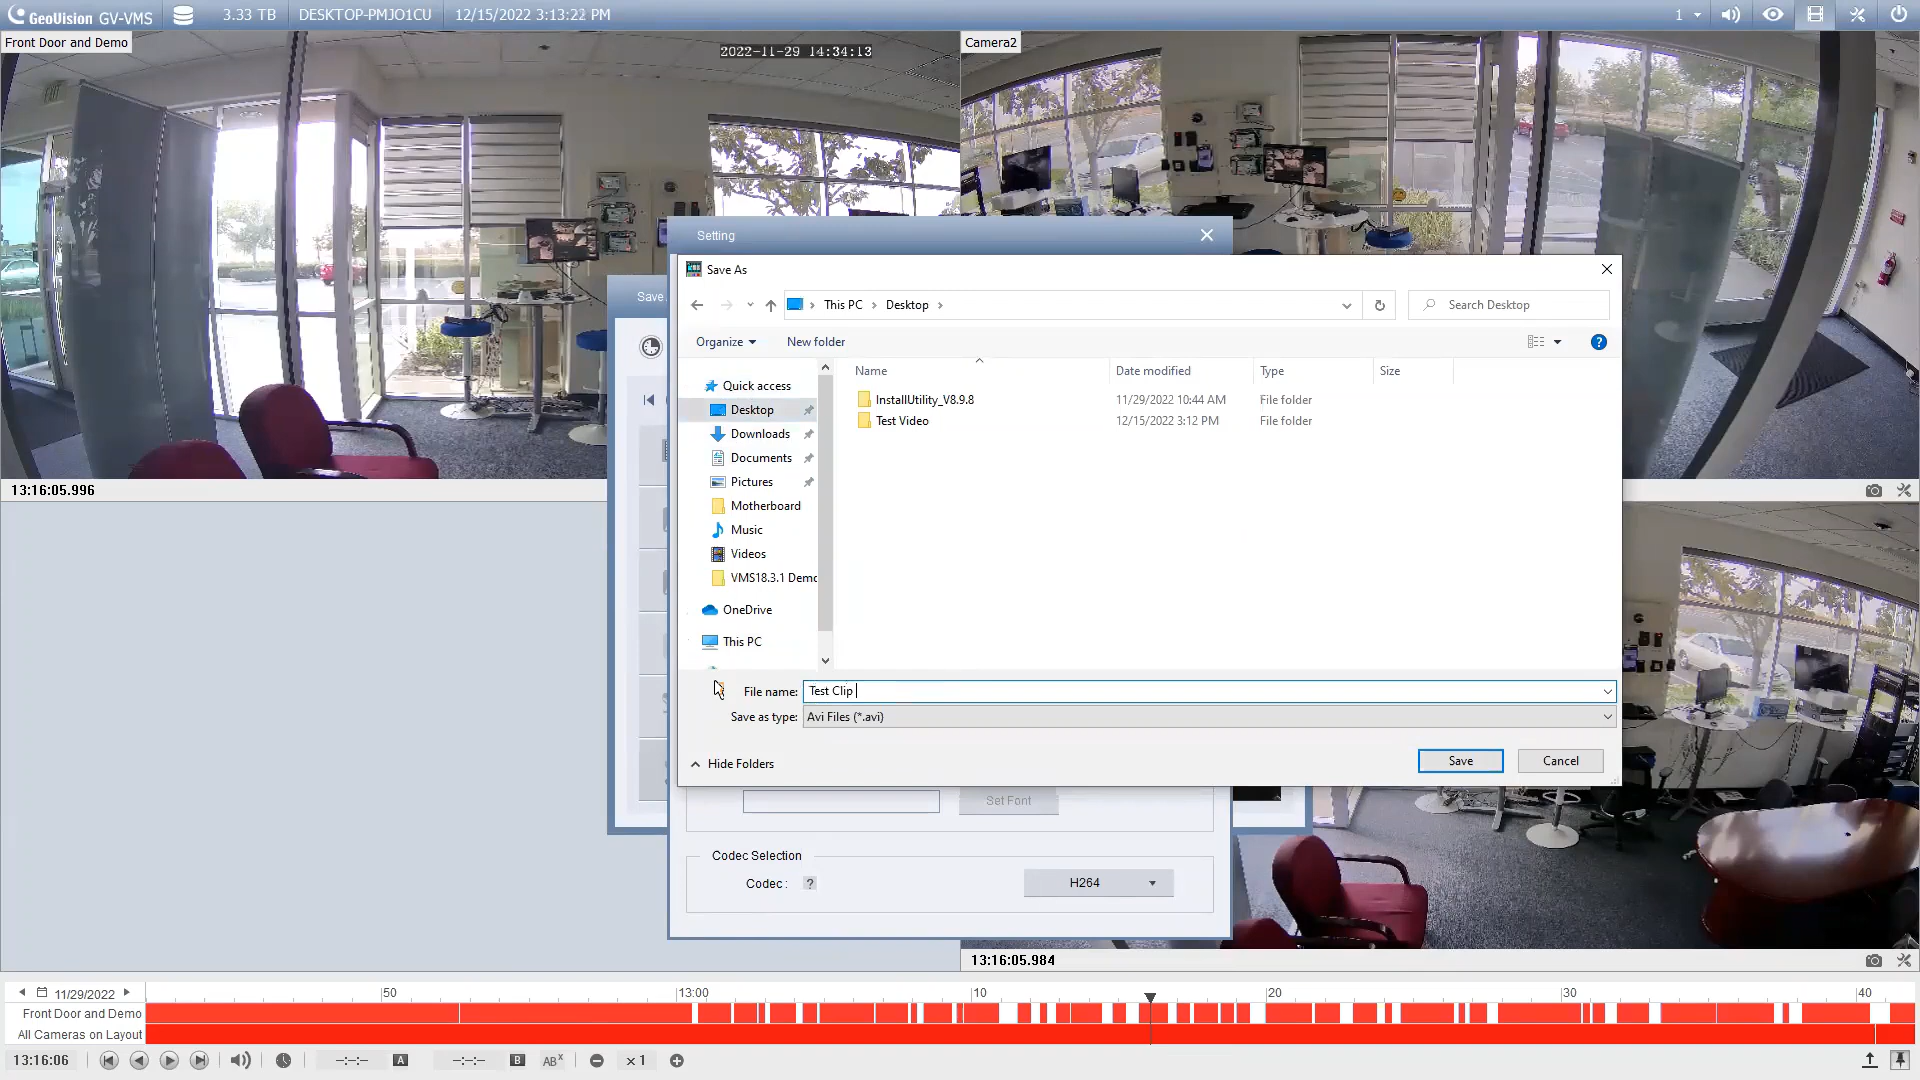 GeoVision GV-VMS 3.33 TB DESKTOP-PMJO1CU 12/15/2022 3:13:22 PM 1
Front Door and Demo
2022-11-29 14:34:13
Camera2
Setting
Save As
This PC > Desktop >
Search Desktop
Organize
New folder
Name Date modified Type Size
InstallUtility_V8.9.8 11/29/2022 10:44 AM File folder
Test Video 12/15/2022 3:12 PM File folder
Quick access
Desktop
Downloads
Documents
Pictures
Motherboard
Music
Videos
VMS18.3.1 Demo
OneDrive
This PC
File name: Test Clip
Save as type: Avi Files (*.avi)
Hide Folders
Save
Cancel
Save
13:16:05.996
Set Font
Codec Selection
Codec : ? H264
13:16:05.984
11/29/2022 50 13:00 10 20 30 40
Front Door and Demo
All Cameras on Layout
13:16:06 --:--:-- A --:--:-- B ABx x 1